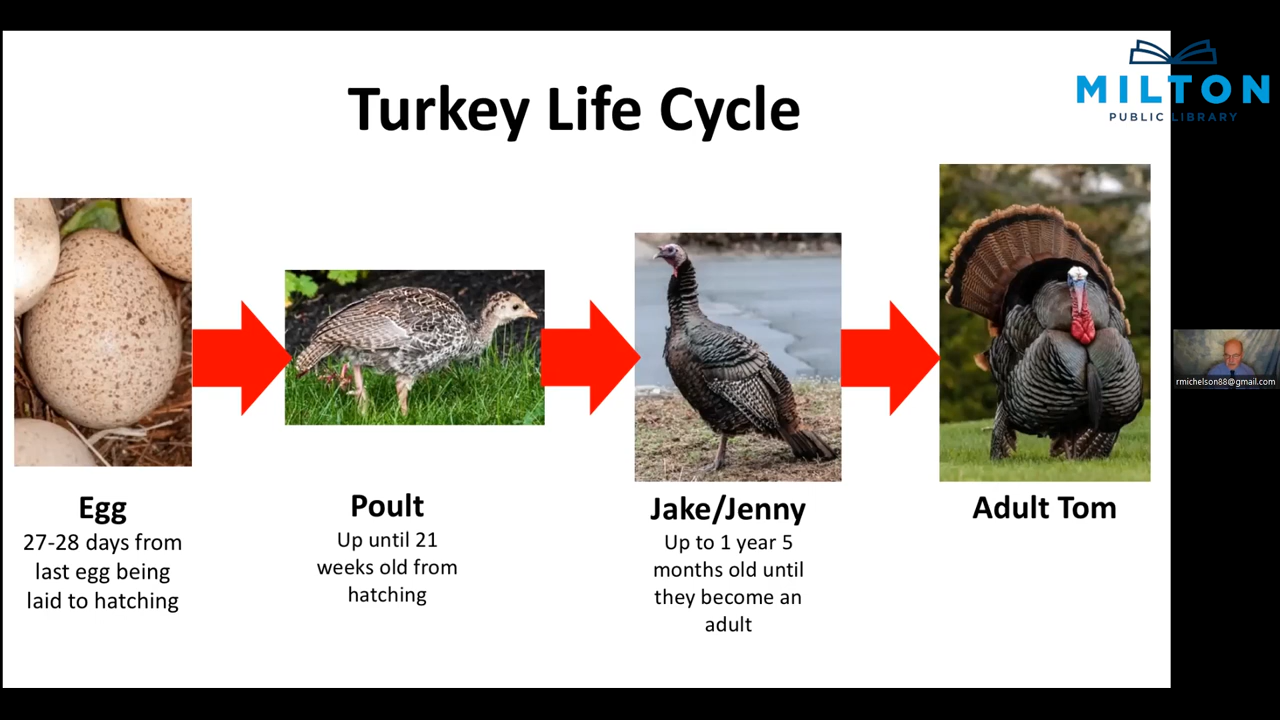 Turkey Life Cycle
MILTON
PUBLIC LIBRARY
Egg
27-28 days from
last egg being
laid to hatching
Poult
Up until 21
weeks old from
hatching
Jake/Jenny
Up to 1 year 5
months old until
they become an
adult
Adult Tom
rmichelson88@gmail.com